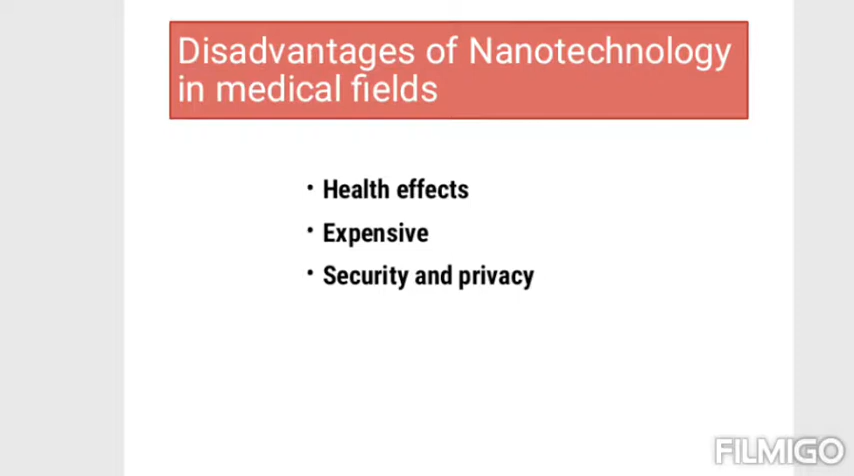 Disadvantages of Nanotechnology
in medical fields
• Health effects
• Expensive
• Security and privacy
FILMIGO